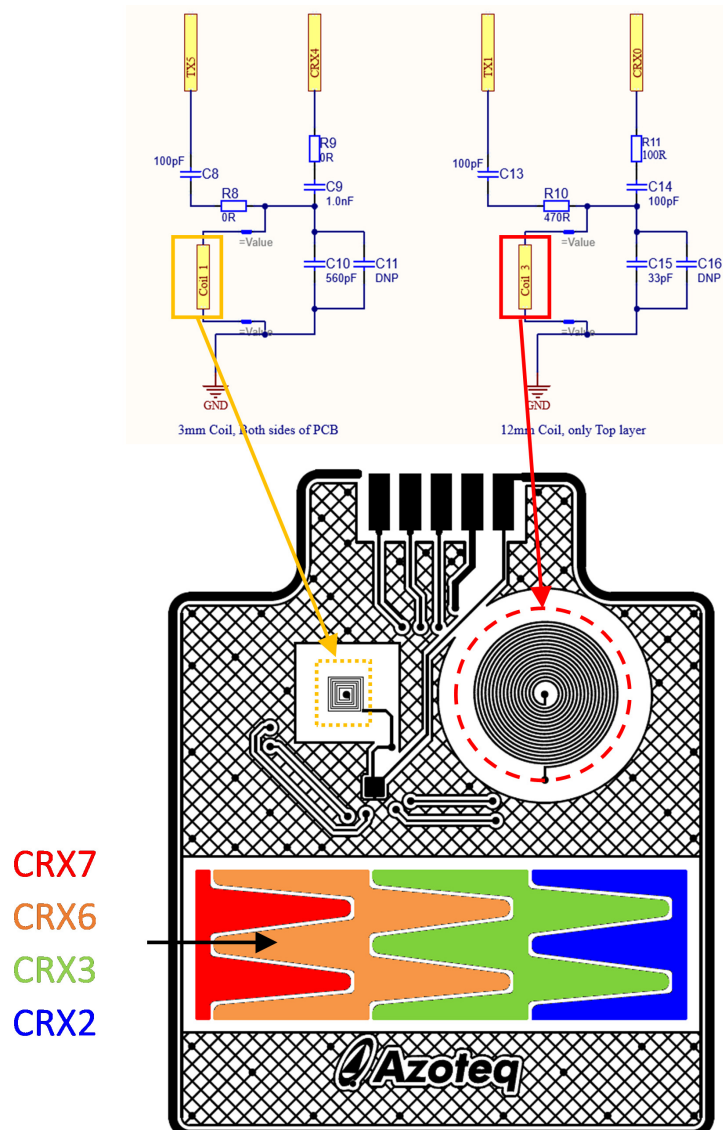 TX5
CRX4
TX1
CRX0
R9
0R
R11
100R
100pF
C8
C9
1.0nF
100pF
C13
C14
100pF
R8
0R
R10
470R
=Value
=Value
Coil 1
C10
560pF
C11
DNP
Coil 3
C15
33pF
C16
DNP
=Value
=Value
GND
GND
3mm Coil, Both sides of PCB
12mm Coil, only Top layer
CRX7
CRX6
CRX3
CRX2
Azoteq